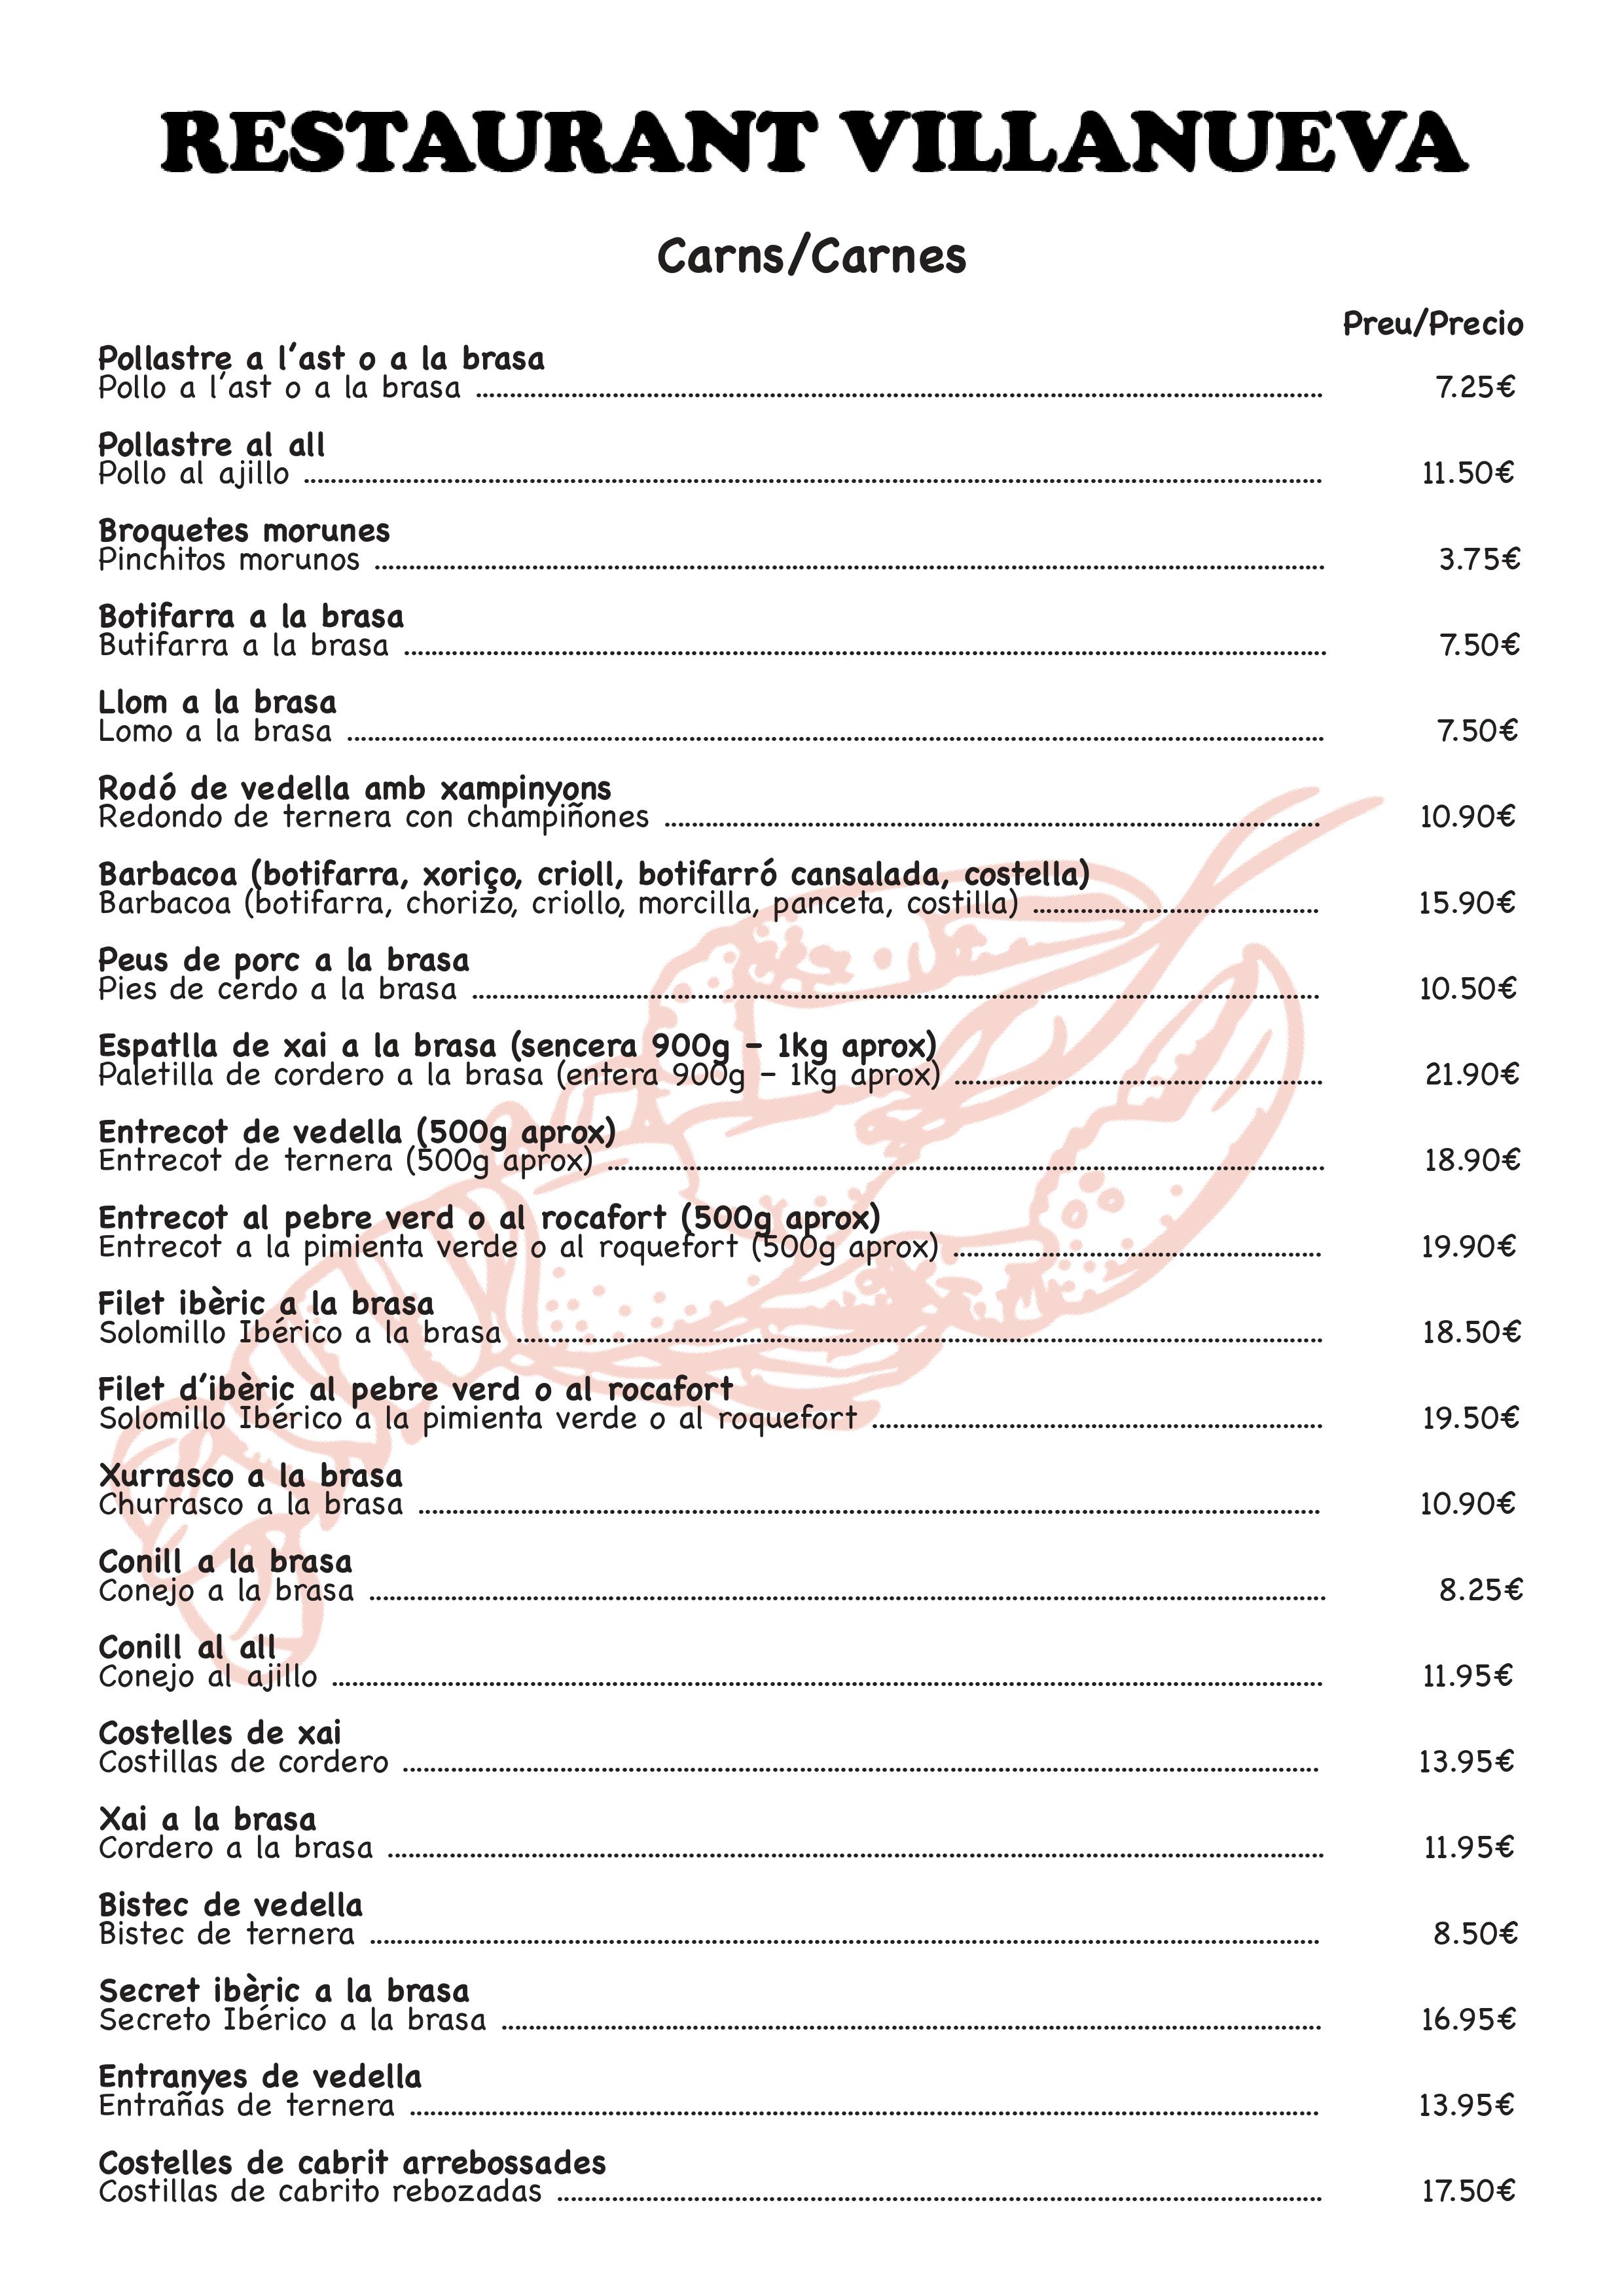 RESTAURANT VILLANUEVA
Carns/Carnes
Preu/Precio
Pollastre a l'ast o a la brasa
Pollo a l'ast o a la brasa ........................ 7.25€
Pollastre al all
Pollo al ajillo ........................ 11.50€
Broquetes morunes
Pinchitos morunos ........................ 3.75€
Botifarra a la brasa
Butifarra a la brasa ........................ 7.50€
Llom a la brasa
Lomo a la brasa ........................ 7.50€
Rodó de vedella amb xampinyons
Redondo de ternera con champiñones ........................ 10.90€
Barbacoa (botifarra, xoriço, crioll, botifarró cansalada, costella)
Barbacoa (botifarra, chorizo, criollo, morcilla, panceta, costilla) ........................ 15.90€
Peus de porc a la brasa
Pies de cerdo a la brasa ........................ 10.50€
Espatlla de xai a la brasa (sencera 900g - 1kg aprox)
Paletilla de cordero a la brasa (entera 900g - 1Kg aprox) ........................ 21.90€
Entrecot de vedella (500g aprox)
Entrecot de ternera (500g aprox) ........................ 18.90€
Entrecot al pebre verd o al rocafort (500g aprox)
Entrecot a la pimienta verde o al roquefort (500g aprox) ........................ 19.90€
Filet ibèric a la brasa
Solomillo Ibérico a la brasa ........................ 18.50€
Filet d'ibèric al pebre verd o al rocafort
Solomillo Ibérico a la pimienta verde o al roquefort ........................ 19.50€
Xurrasco a la brasa
Churrasco a la brasa ........................ 10.90€
Conill a la brasa
Conejo a la brasa ........................ 8.25€
Conill al all
Conejo al ajillo ........................ 11.95€
Costelles de xai
Costillas de cordero ........................ 13.95€
Xai a la brasa
Cordero a la brasa ........................ 11.95€
Bistec de vedella
Bistec de ternera ........................ 8.50€
Secret ibèric a la brasa
Secreto Ibérico a la brasa ........................ 16.95€
Entranyes de vedella
Entrañas de ternera ........................ 13.95€
Costelles de cabrit arrebossades
Costillas de cabrito rebozadas ........................ 17.50€